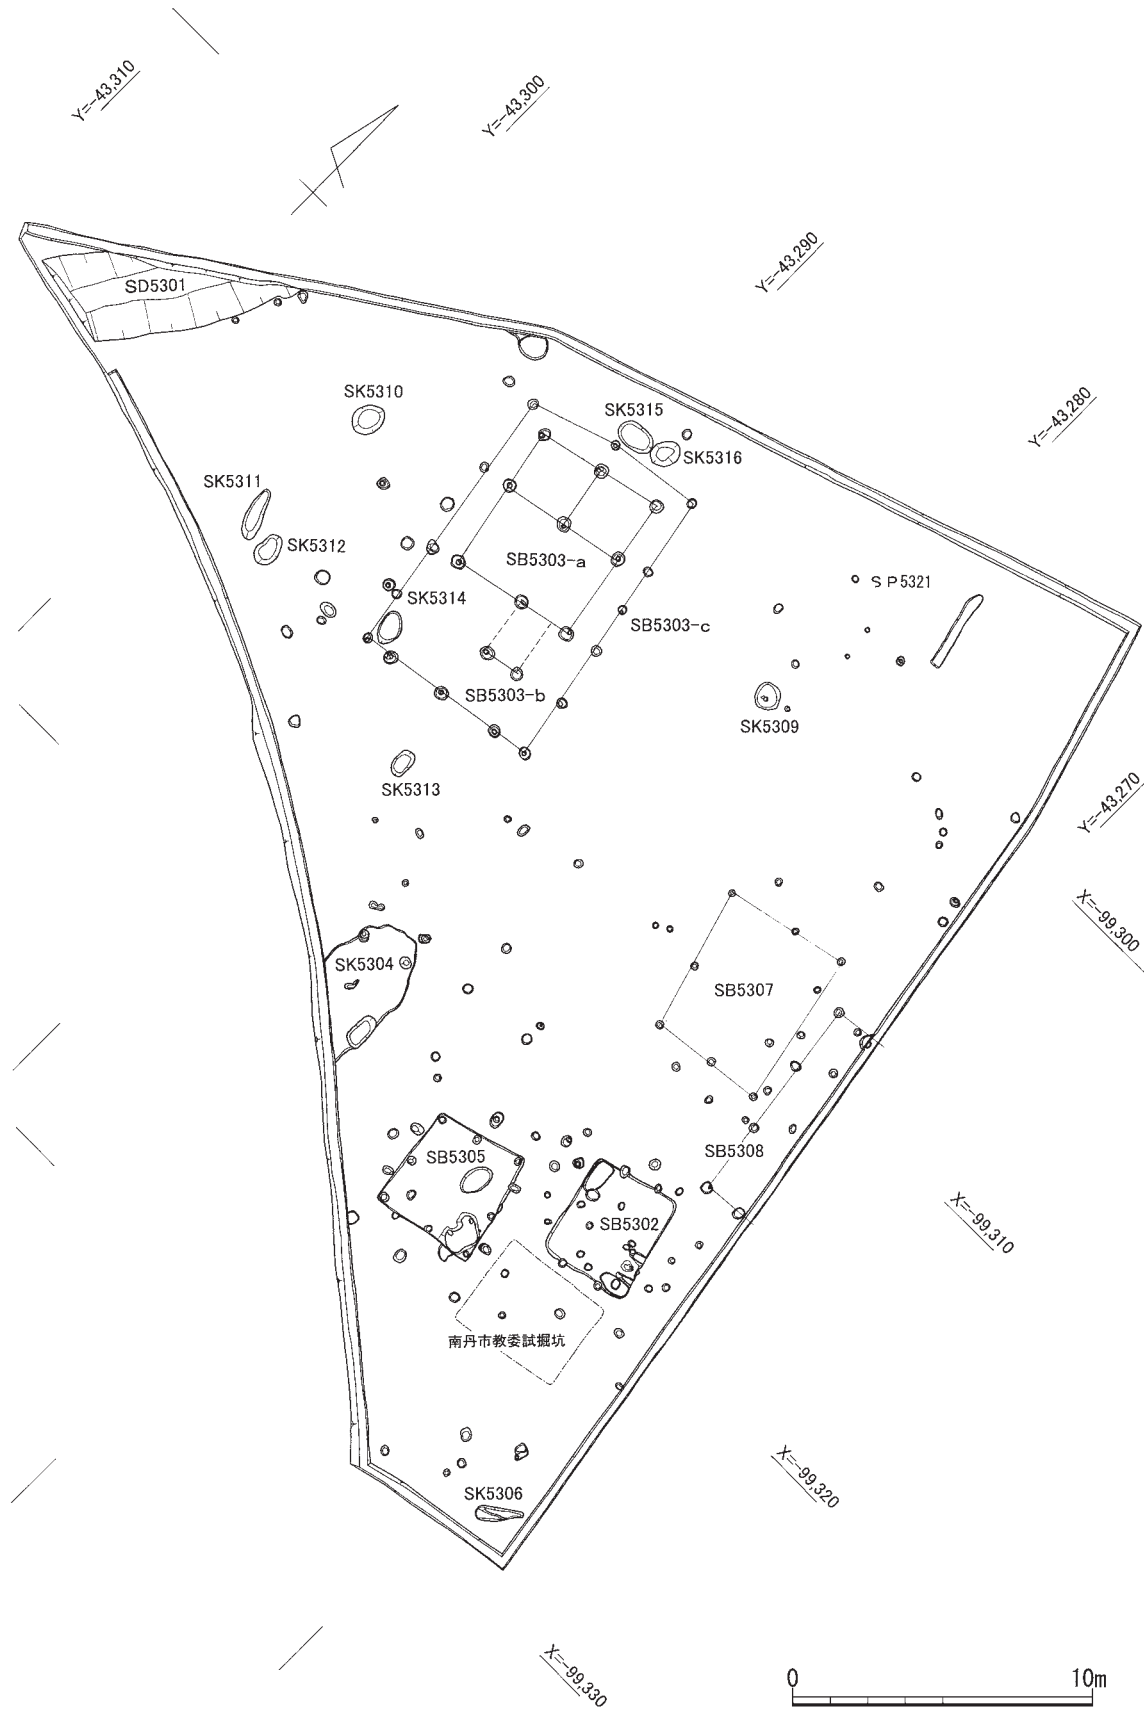 Y=-43,310
Y=-43,300
Y=-43,290
SD5301
SK5310
SK5315
Y=-43,280
SK5316
SK5311
SK5312
SB5303-a
SP5321
SK5314
SB5303-c
SB5303-b
SK5309
SK5313
Y=-43,270
X=-99,300
SK5304
SB5307
SB5308
SB5305
SB5302
X=-99,310
南丹市教委試掘坑
X=-99,320
SK5306
X=-99,330
0 10m